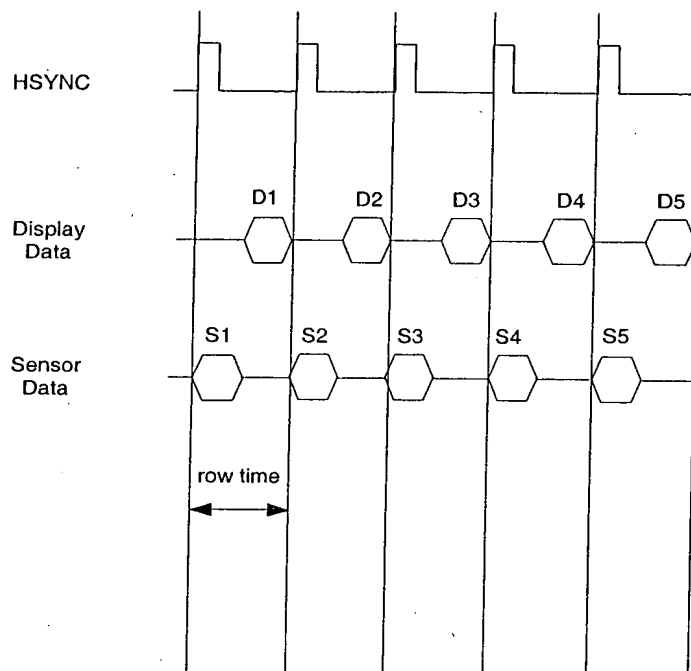 HSYNC
D1 D2 D3 D4 D5
Display
Data
S1 S2 S3 S4 S5
Sensor
Data
row time